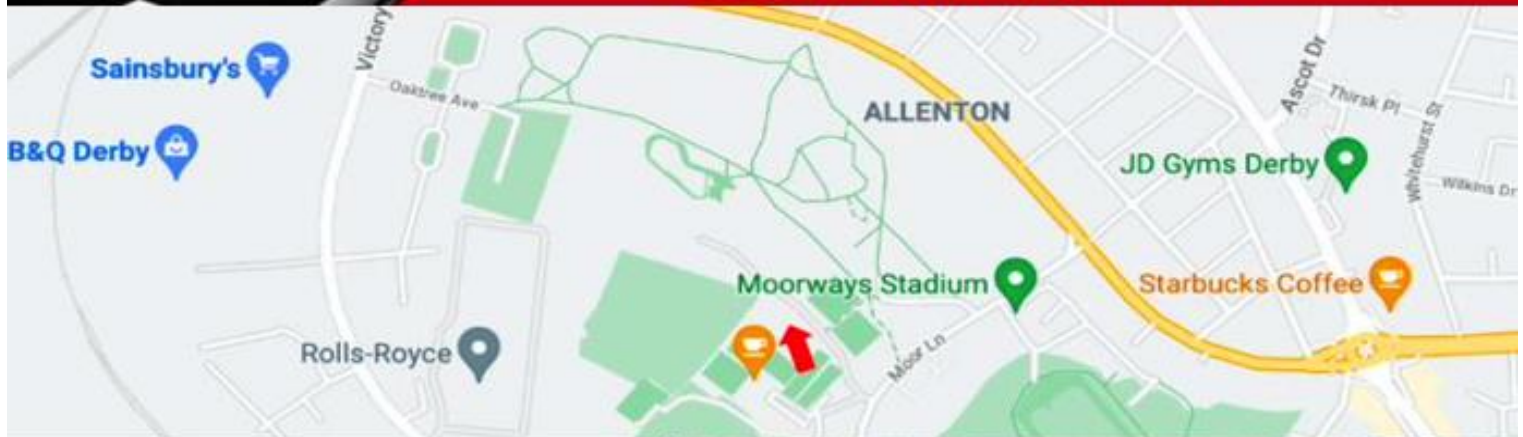 Sainsbury's
Victory
Oaktree Ave
B&Q Derby
ALLENTON
Ascot Dr
Thirsk Pl
Whitehurst St
JD Gyms Derby
Wilkins Dr
Moorways Stadium
Starbucks Coffee
Rolls-Royce
Moor Ln